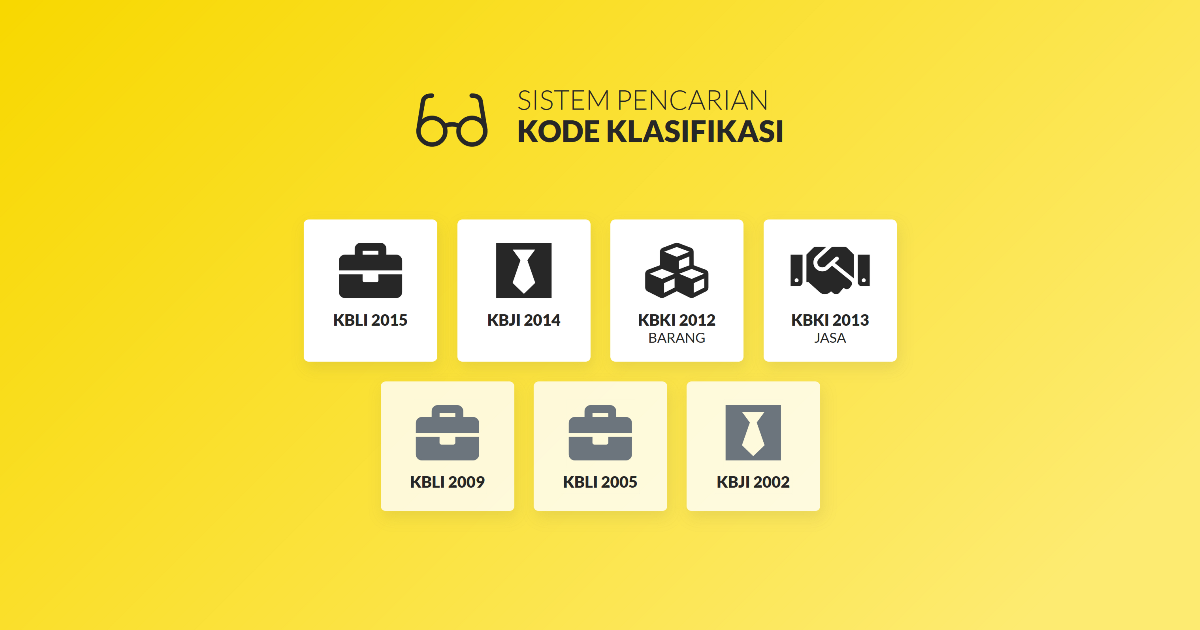 SISTEM PENCARIAN
KODE KLASIFIKASI
KBLI 2015
KBJI 2014
KBKI 2012
BARANG
KBKI 2013
JASA
KBLI 2009
KBLI 2005
KBJI 2002